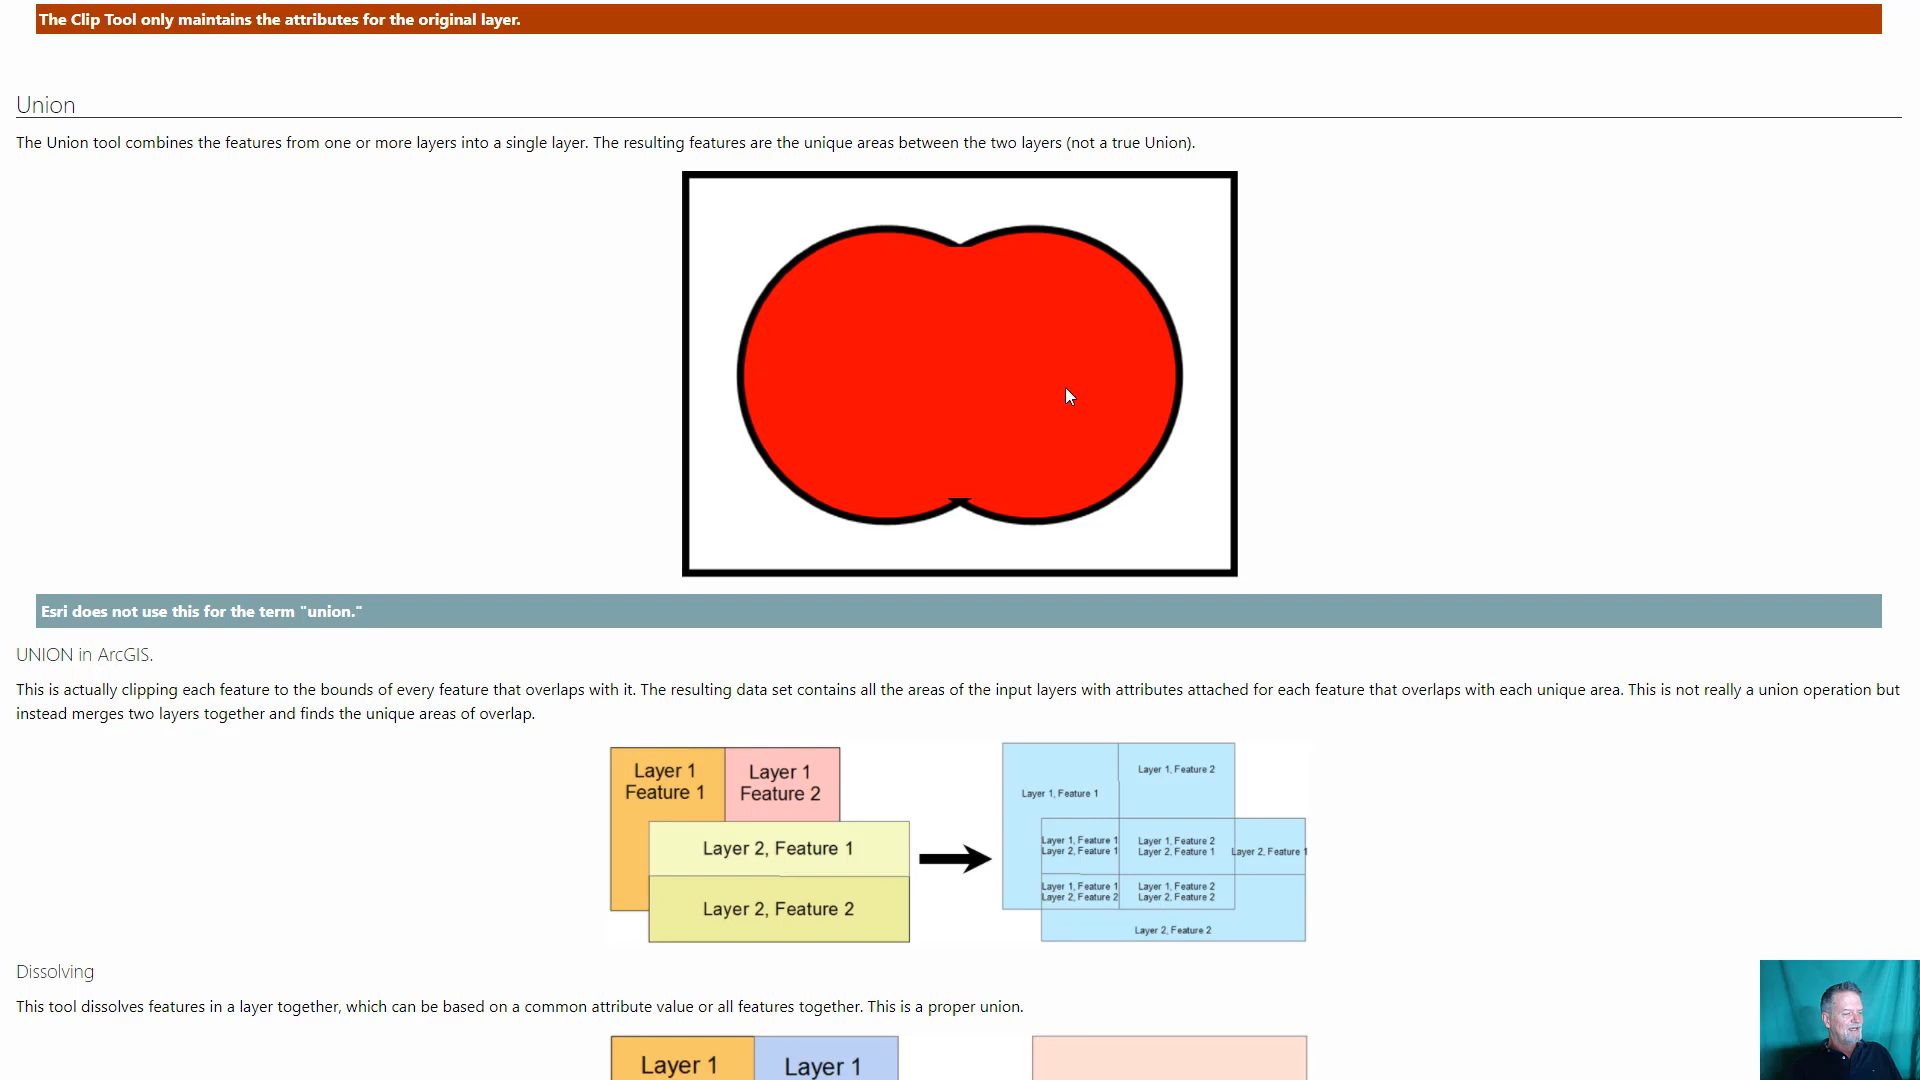 The Clip Tool only maintains the attributes for the original layer.
Union
The Union tool combines the features from one or more layers into a single layer. The resulting features are the unique areas between the two layers (not a true Union).
Esri does not use this for the term "union."
UNION in ArcGIS.
This is actually clipping each feature to the bounds of every feature that overlaps with it. The resulting data set contains all the areas of the input layers with attributes attached for each feature that overlaps with each unique area. This is not really a union operation but
instead merges two layers together and finds the unique areas of overlap.
Layer 1
Feature 1
Layer 1
Feature 2
Layer 2, Feature 1
Layer 2, Feature 2
Layer 1, Feature 2
Layer 1, Feature 1
Layer 1, Feature 1
Layer 2, Feature 1
Layer 1, Feature 2
Layer 2, Feature 1
Layer 2, Feature 1
Layer 1, Feature 1
Layer 2, Feature 2
Layer 1, Feature 2
Layer 2, Feature 2
Layer 2, Feature 2
Dissolving
This tool dissolves features in a layer together, which can be based on a common attribute value or all features together. This is a proper union.
Layer 1
Layer 1